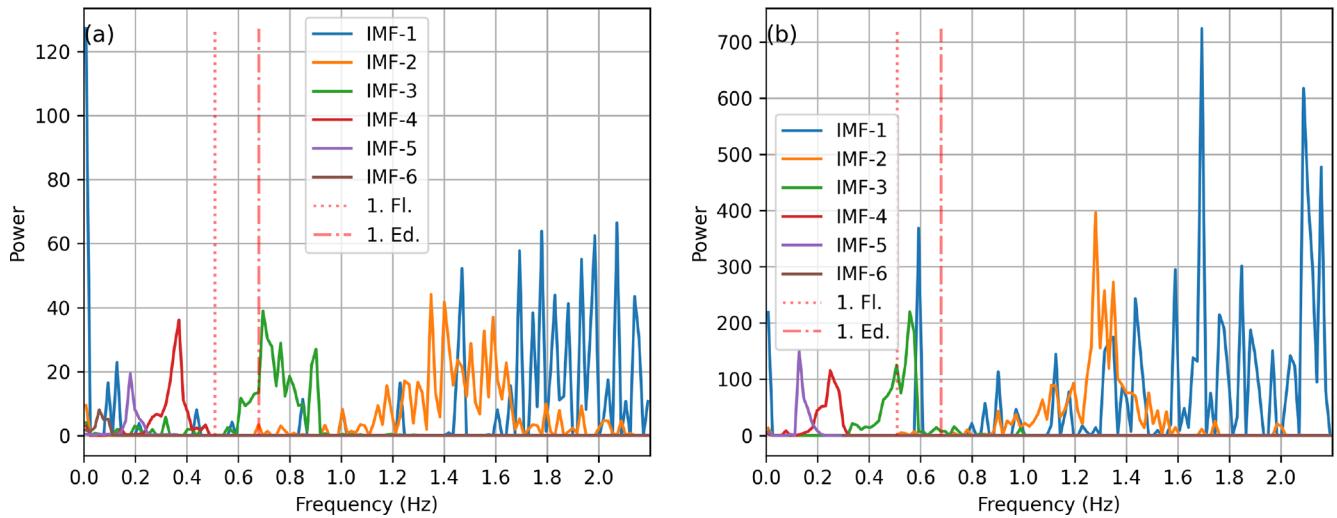 (a)
120
100
80
60
40
20
0
Power
0.0 0.2 0.4 0.6 0.8 1.0 1.2 1.4 1.6 1.8 2.0
Frequency (Hz)
IMF-1
IMF-2
IMF-3
IMF-4
IMF-5
IMF-6
1. Fl.
1. Ed.
(b)
700
600
500
400
300
200
100
0
Power
0.0 0.2 0.4 0.6 0.8 1.0 1.2 1.4 1.6 1.8 2.0
Frequency (Hz)
IMF-1
IMF-2
IMF-3
IMF-4
IMF-5
IMF-6
1. Fl.
1. Ed.